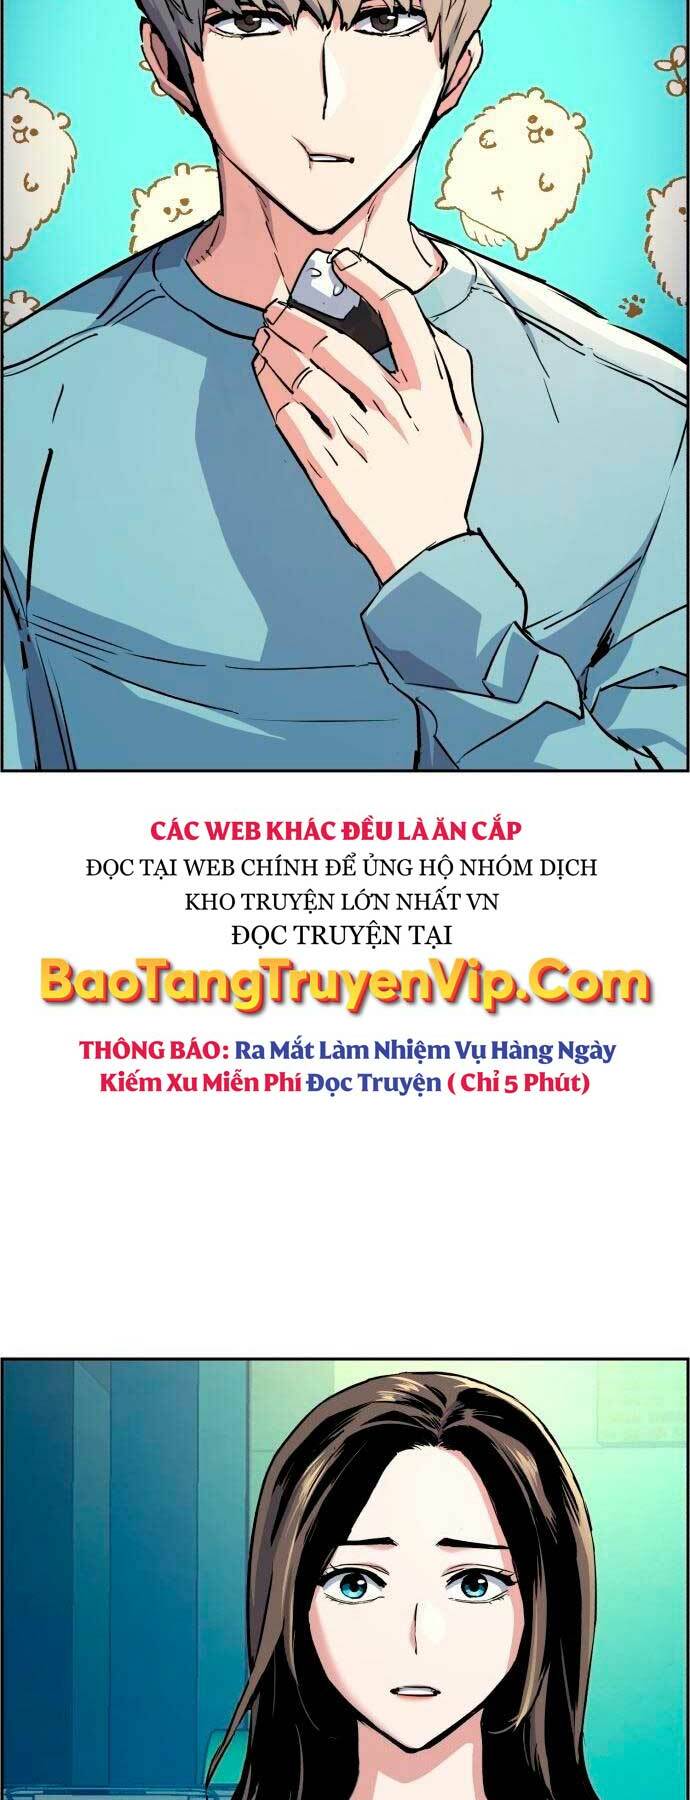 CÁC WEB KHÁC ĐỀU LÀ ĂN CẮP
ĐỌC TẠI WEB CHÍNH ĐỂ ỦNG HỘ NHÓM DỊCH
KHO TRUYỆN LỚN NHẤT VN
ĐỌC TRUYỆN TẠI
BaoTangTruyenVip.Com
THÔNG BÁO: Ra Mắt Làm Nhiệm Vụ Hàng Ngày
Kiếm Xu Miễn Phí Đọc Truyện ( Chỉ 5 Phút)